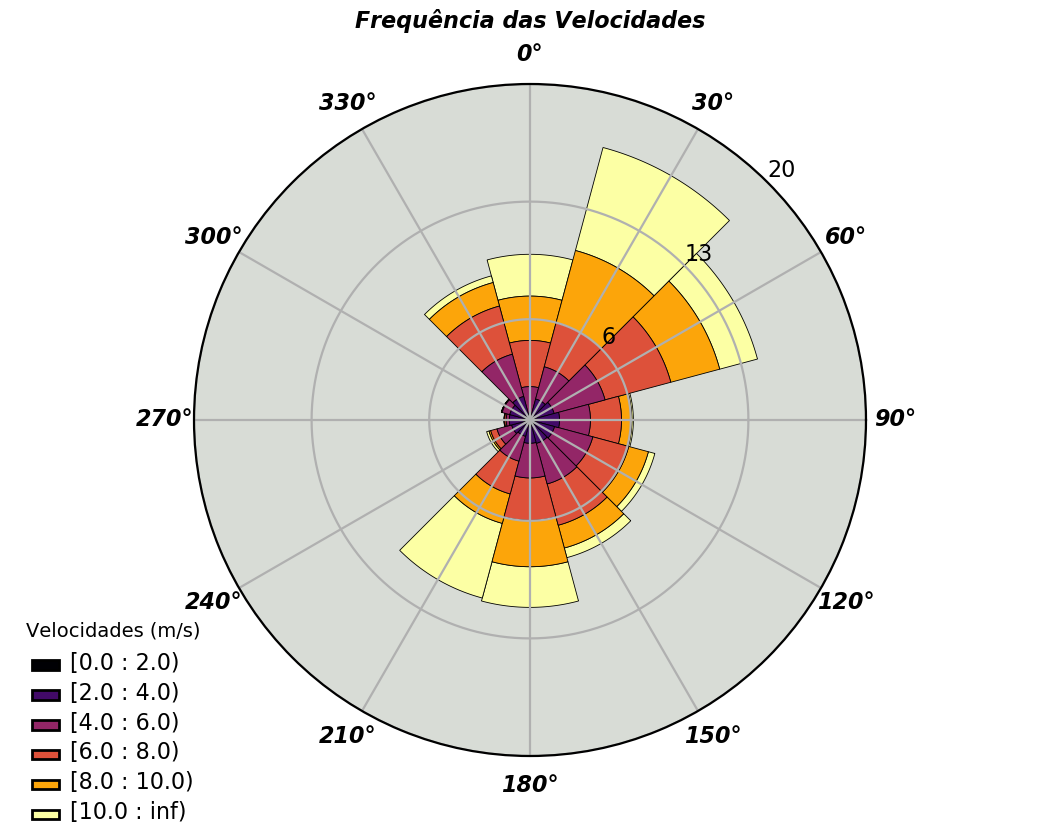 Frequência das Velocidades
0°
330°
30°
20
300°
60°
13
6
270°
90°
240°
120°
210°
150°
180°
Velocidades (m/s)
[0.0 : 2.0)
[2.0 : 4.0)
[4.0 : 6.0)
[6.0 : 8.0)
[8.0 : 10.0)
[10.0 : inf)